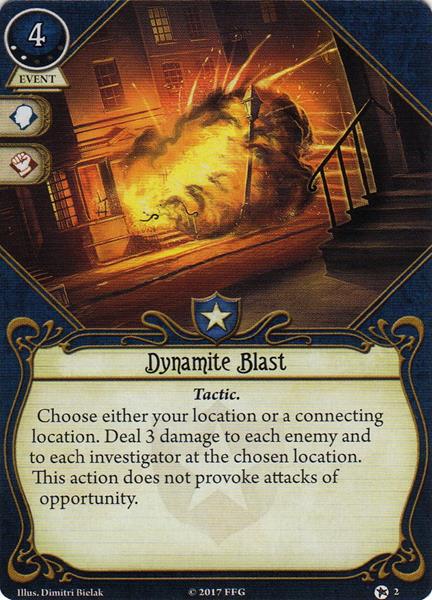 4
EVENT
Dynamite Blast
Tactic.
Choose either your location or a connecting
location. Deal 3 damage to each enemy and
to each investigator at the chosen location.
This action does not provoke attacks of
opportunity.
Illus. Dimitri Bielak © 2017 FFG 2